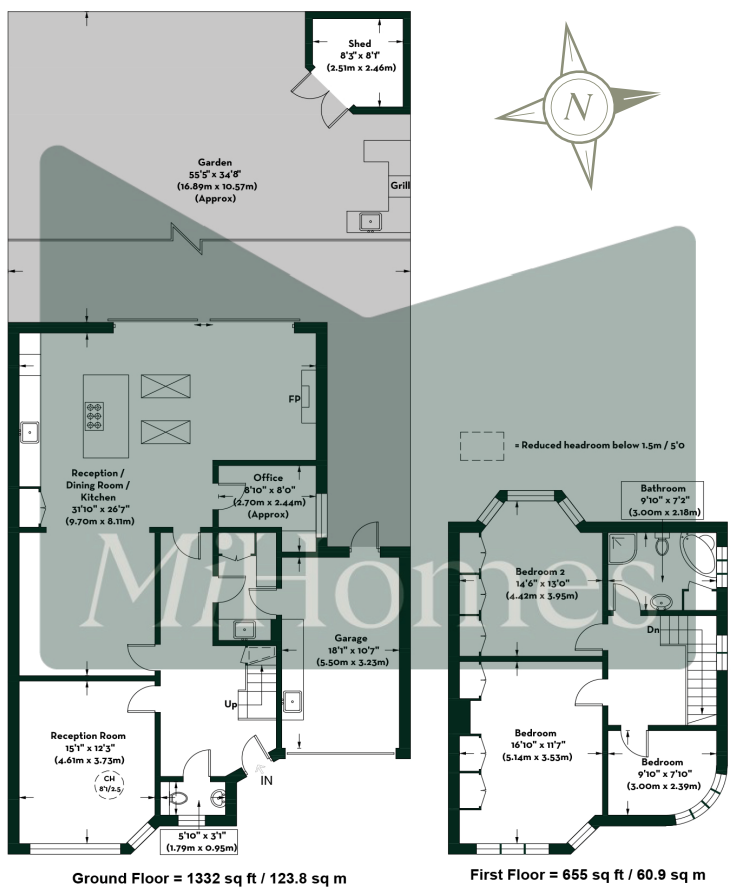 Shed
8'3" x 8'1"
(2.51m x 2.46m)
N
Garden
55'5" x 34'8"
(16.89m x 10.57m)
(Approx)
Grill
FP
= Reduced headroom below 1.5m / 5'0
Reception /
Dining Room /
Kitchen
31'10" x 26'7"
(9.70m x 8.11m)
Office
8'10" x 8'0"
(2.70m x 2.44m)
(Approx)
Bathroom
9'10" x 7'2"
(3.00m x 2.18m)
MiHomes
Bedroom 2
14'6" x 13'0"
(4.42m x 3.95m)
Garage
18'1" x 10'7"
(5.50m x 3.23m)
Dn
Up
Reception Room
15'1" x 12'3"
(4.61m x 3.73m)
CH
8'1/2.5
IN
Bedroom
16'10" x 11'7"
(5.14m x 3.53m)
Bedroom
9'10" x 7'10"
(3.00m x 2.39m)
5'10" x 3'1"
(1.79m x 0.95m)
Ground Floor = 1332 sq ft / 123.8 sq m
First Floor = 655 sq ft / 60.9 sq m